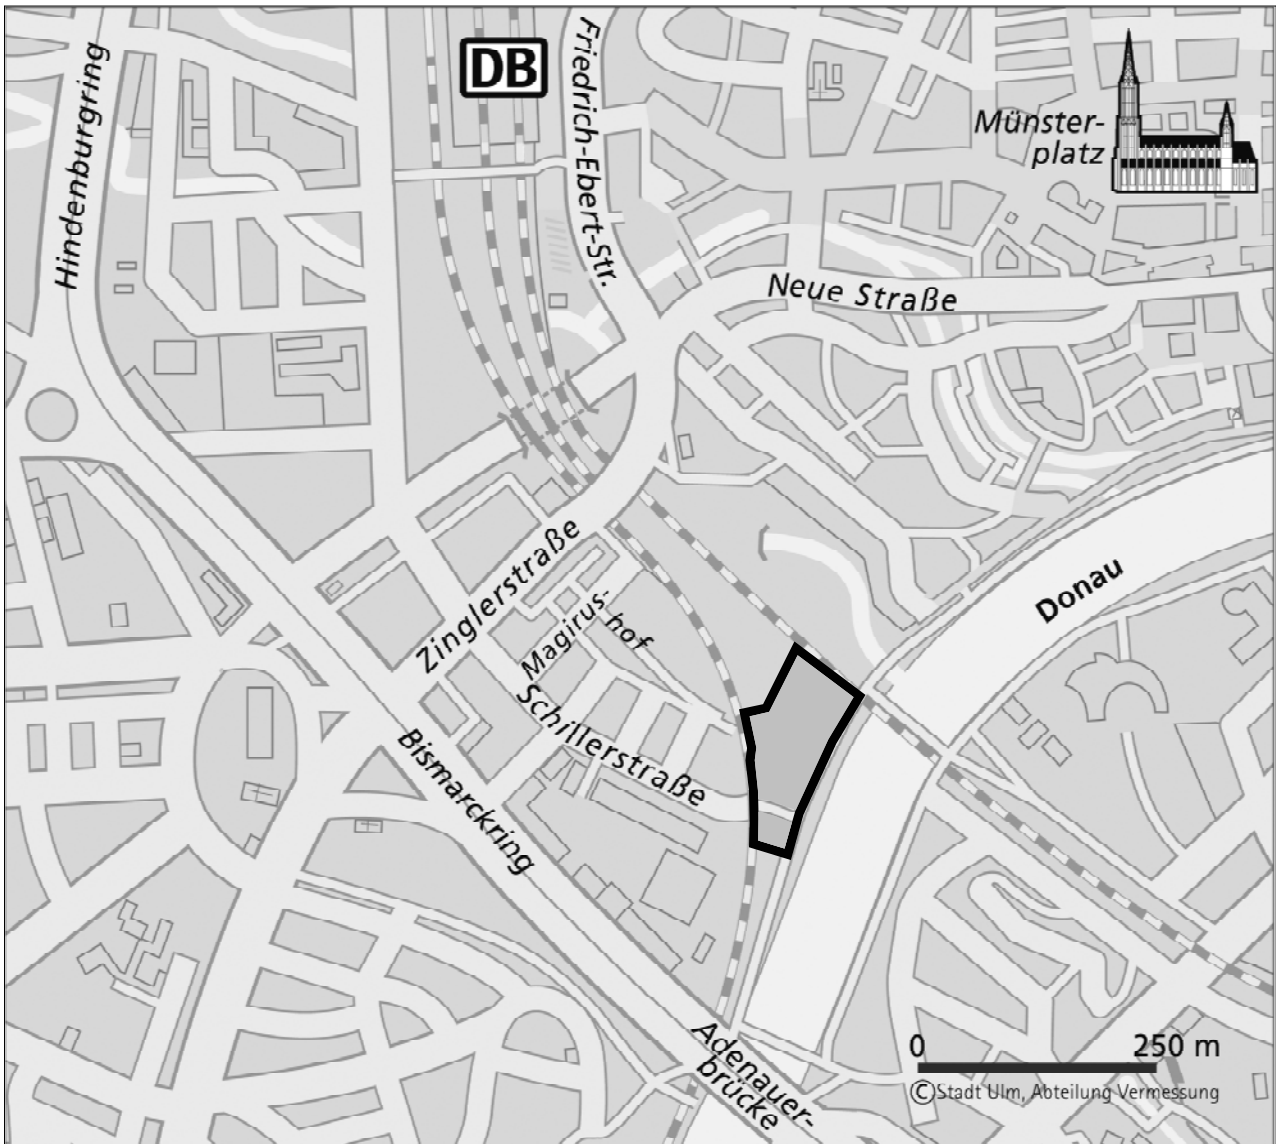 Hindenburgring
DB
Friedrich-Ebert-Str.
Münster-
platz
Neue Straße
Donau
Zinglerstraße
Magirus-
hof
Schillerstraße
Bismarckring
Adenauer-
brücke
0 250 m
©Stadt Ulm, Abteilung Vermessung